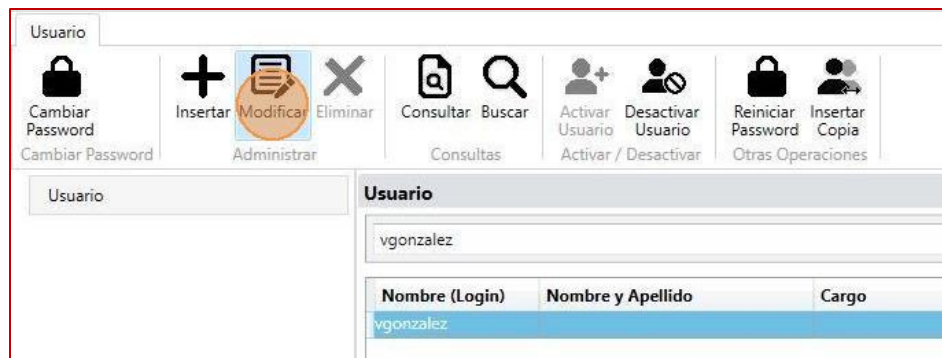 Usuario
Cambiar
Password
Cambiar Password
Insertar Modificar Eliminar
Administrar
Consultar Buscar
Consultas
Activar
Usuario
Desactivar
Usuario
Activar / Desactivar
Reiniciar
Password
Insertar
Copia
Otras Operaciones
Usuario
Usuario
vgonzalez
Nombre (Login) Nombre y Apellido Cargo
vgonzalez